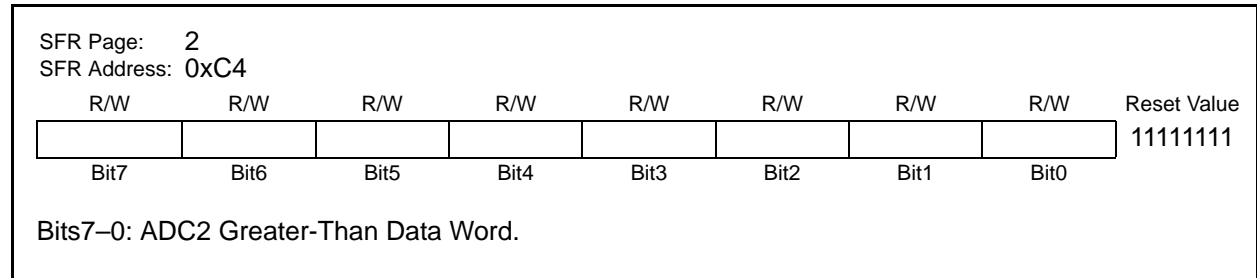 SFR Page: 2
SFR Address: 0xC4
R/W R/W R/W R/W R/W R/W R/W R/W Reset Value
11111111
Bit7 Bit6 Bit5 Bit4 Bit3 Bit2 Bit1 Bit0
Bits7–0: ADC2 Greater-Than Data Word.